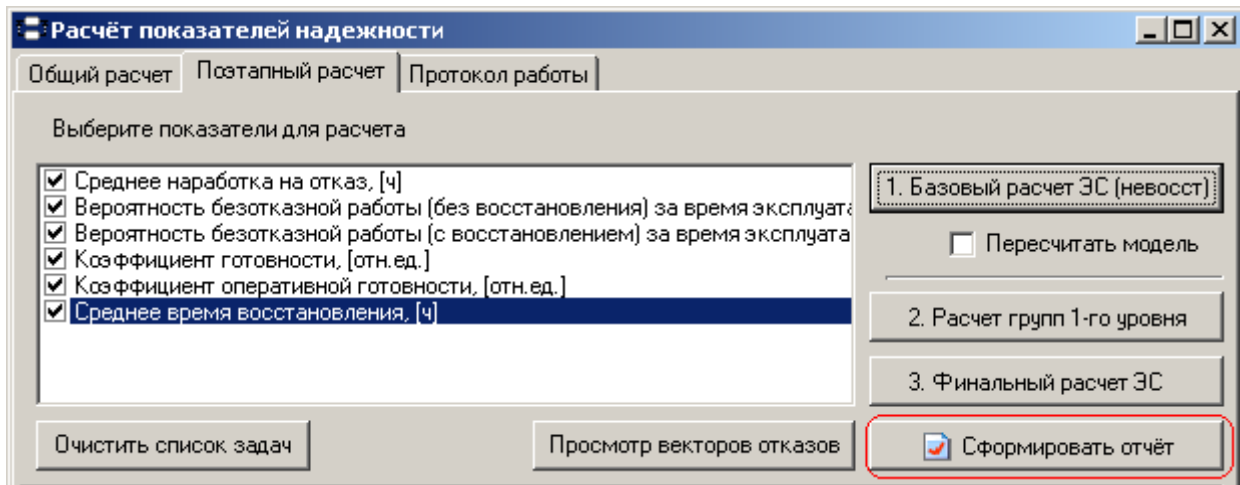 Расчёт показателей надежности
Общий расчет Поэтапный расчет Протокол работы
Выберите показатели для расчета
Среднее наработка на отказ, [ч]
Вероятность безотказной работы (без восстановления) за время эксплуата
Вероятность безотказной работы (с восстановлением) за время эксплуата
Коэффициент готовности, [отн.ед.]
Коэффициент оперативной готовности, [отн.ед.]
Среднее время восстановления, [ч]
1. Базовый расчет ЭС (невосст)
Пересчитать модель
2. Расчет групп 1-го уровня
3. Финальный расчет ЭС
Очистить список задач Просмотр векторов отказов Сформировать отчёт